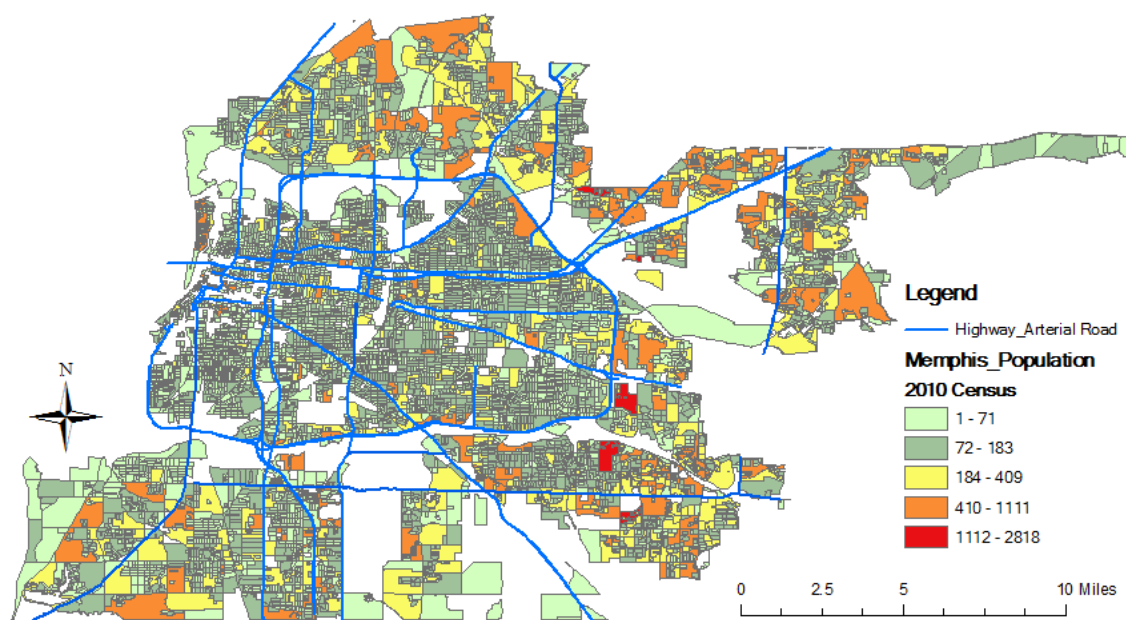 N
Legend
Highway_Arterial Road
Memphis_Population
2010 Census
1 - 71
72 - 183
184 - 409
410 - 1111
1112 - 2818
0 2.5 5 10 Miles